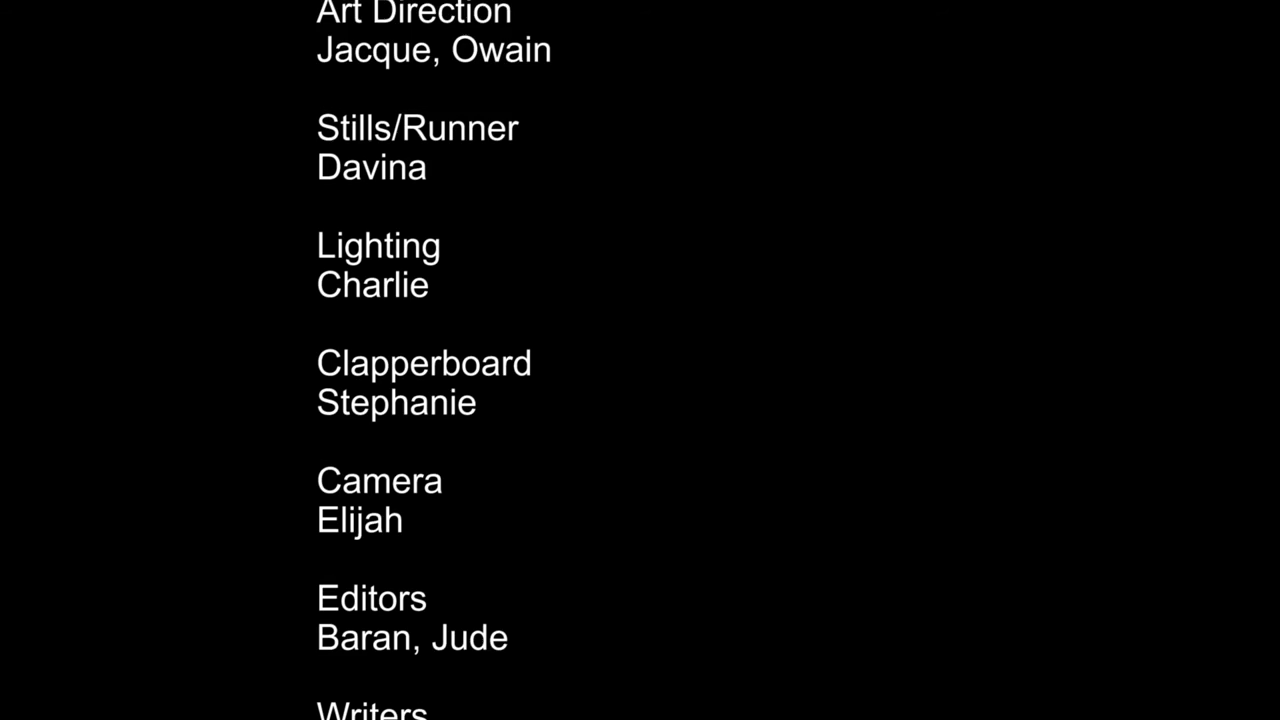 Art Direction
Jacque, Owain
Stills/Runner
Davina
Lighting
Charlie
Clapperboard
Stephanie
Camera
Elijah
Editors
Baran, Jude
Writers